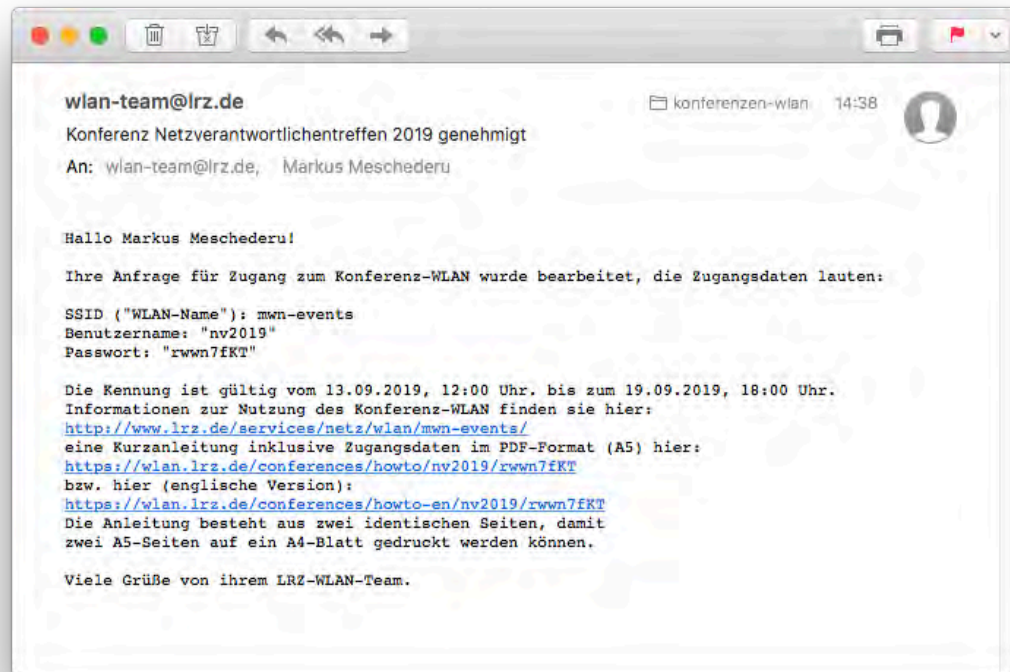 wlan-team@lrz.de konferenzen-wlan 14:38
Konferenz Netzverantwortlichentreffen 2019 genehmigt
An: wlan-team@lrz.de, Markus Meschederu
Hallo Markus Meschederu!
Ihre Anfrage für Zugang zum Konferenz-WLAN wurde bearbeitet, die Zugangsdaten lauten:
SSID ("WLAN-Name"): mwn-events
Benutzername: "nv2019"
Passwort: "rwwn7fKT"
Die Kennung ist gültig vom 13.09.2019, 12:00 Uhr. bis zum 19.09.2019, 18:00 Uhr.
Informationen zur Nutzung des Konferenz-WLAN finden sie hier:
http://www.lrz.de/services/netz/wlan/mwn-events/
eine Kurzanleitung inklusive Zugangsdaten im PDF-Format (A5) hier:
https://wlan.lrz.de/conferences/howto/nv2019/rwwn7fKT
bzw. hier (englische Version):
https://wlan.lrz.de/conferences/howto-en/nv2019/rwwn7fKT
Die Anleitung besteht aus zwei identischen Seiten, damit
zwei A5-Seiten auf ein A4-Blatt gedruckt werden können.
Viele Grüße von ihrem LRZ-WLAN-Team.